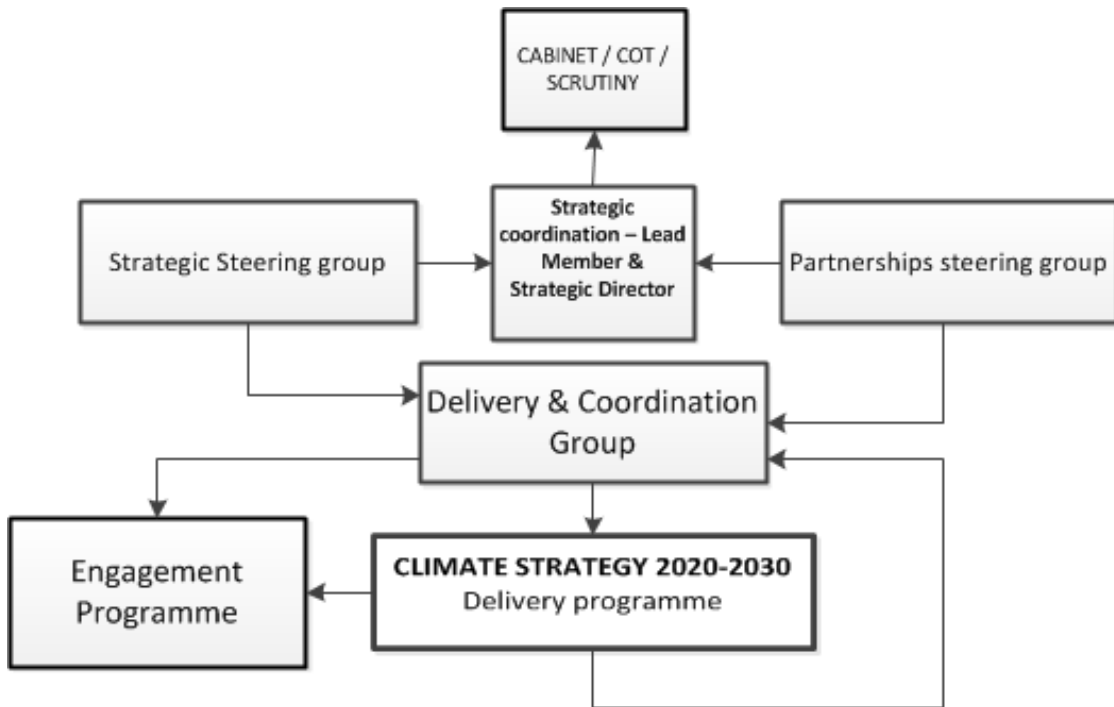 CABINET / COT /
SCRUTINY
Strategic Steering group
Strategic
coordination – Lead
Member &
Strategic Director
Partnerships steering group
Delivery & Coordination
Group
Engagement
Programme
CLIMATE STRATEGY 2020-2030
Delivery programme